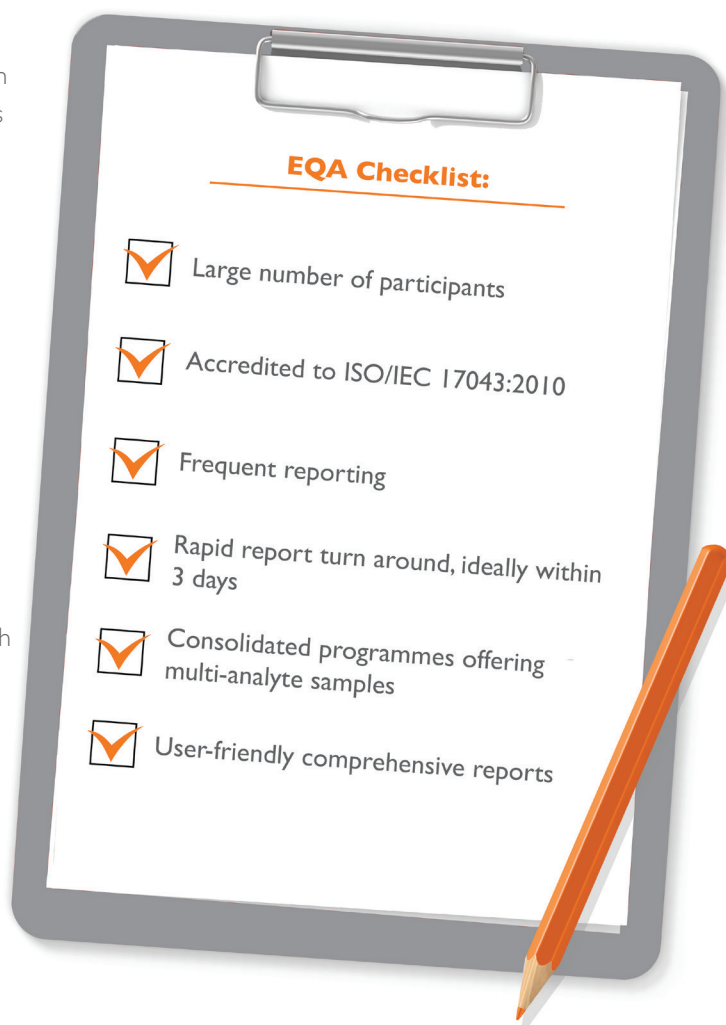 EQA Checklist:
Large number of participants
Accredited to ISO/IEC 17043:2010
Frequent reporting
Rapid report turn around, ideally within
3 days
Consolidated programmes offering
multi-analyte samples
User-friendly comprehensive reports